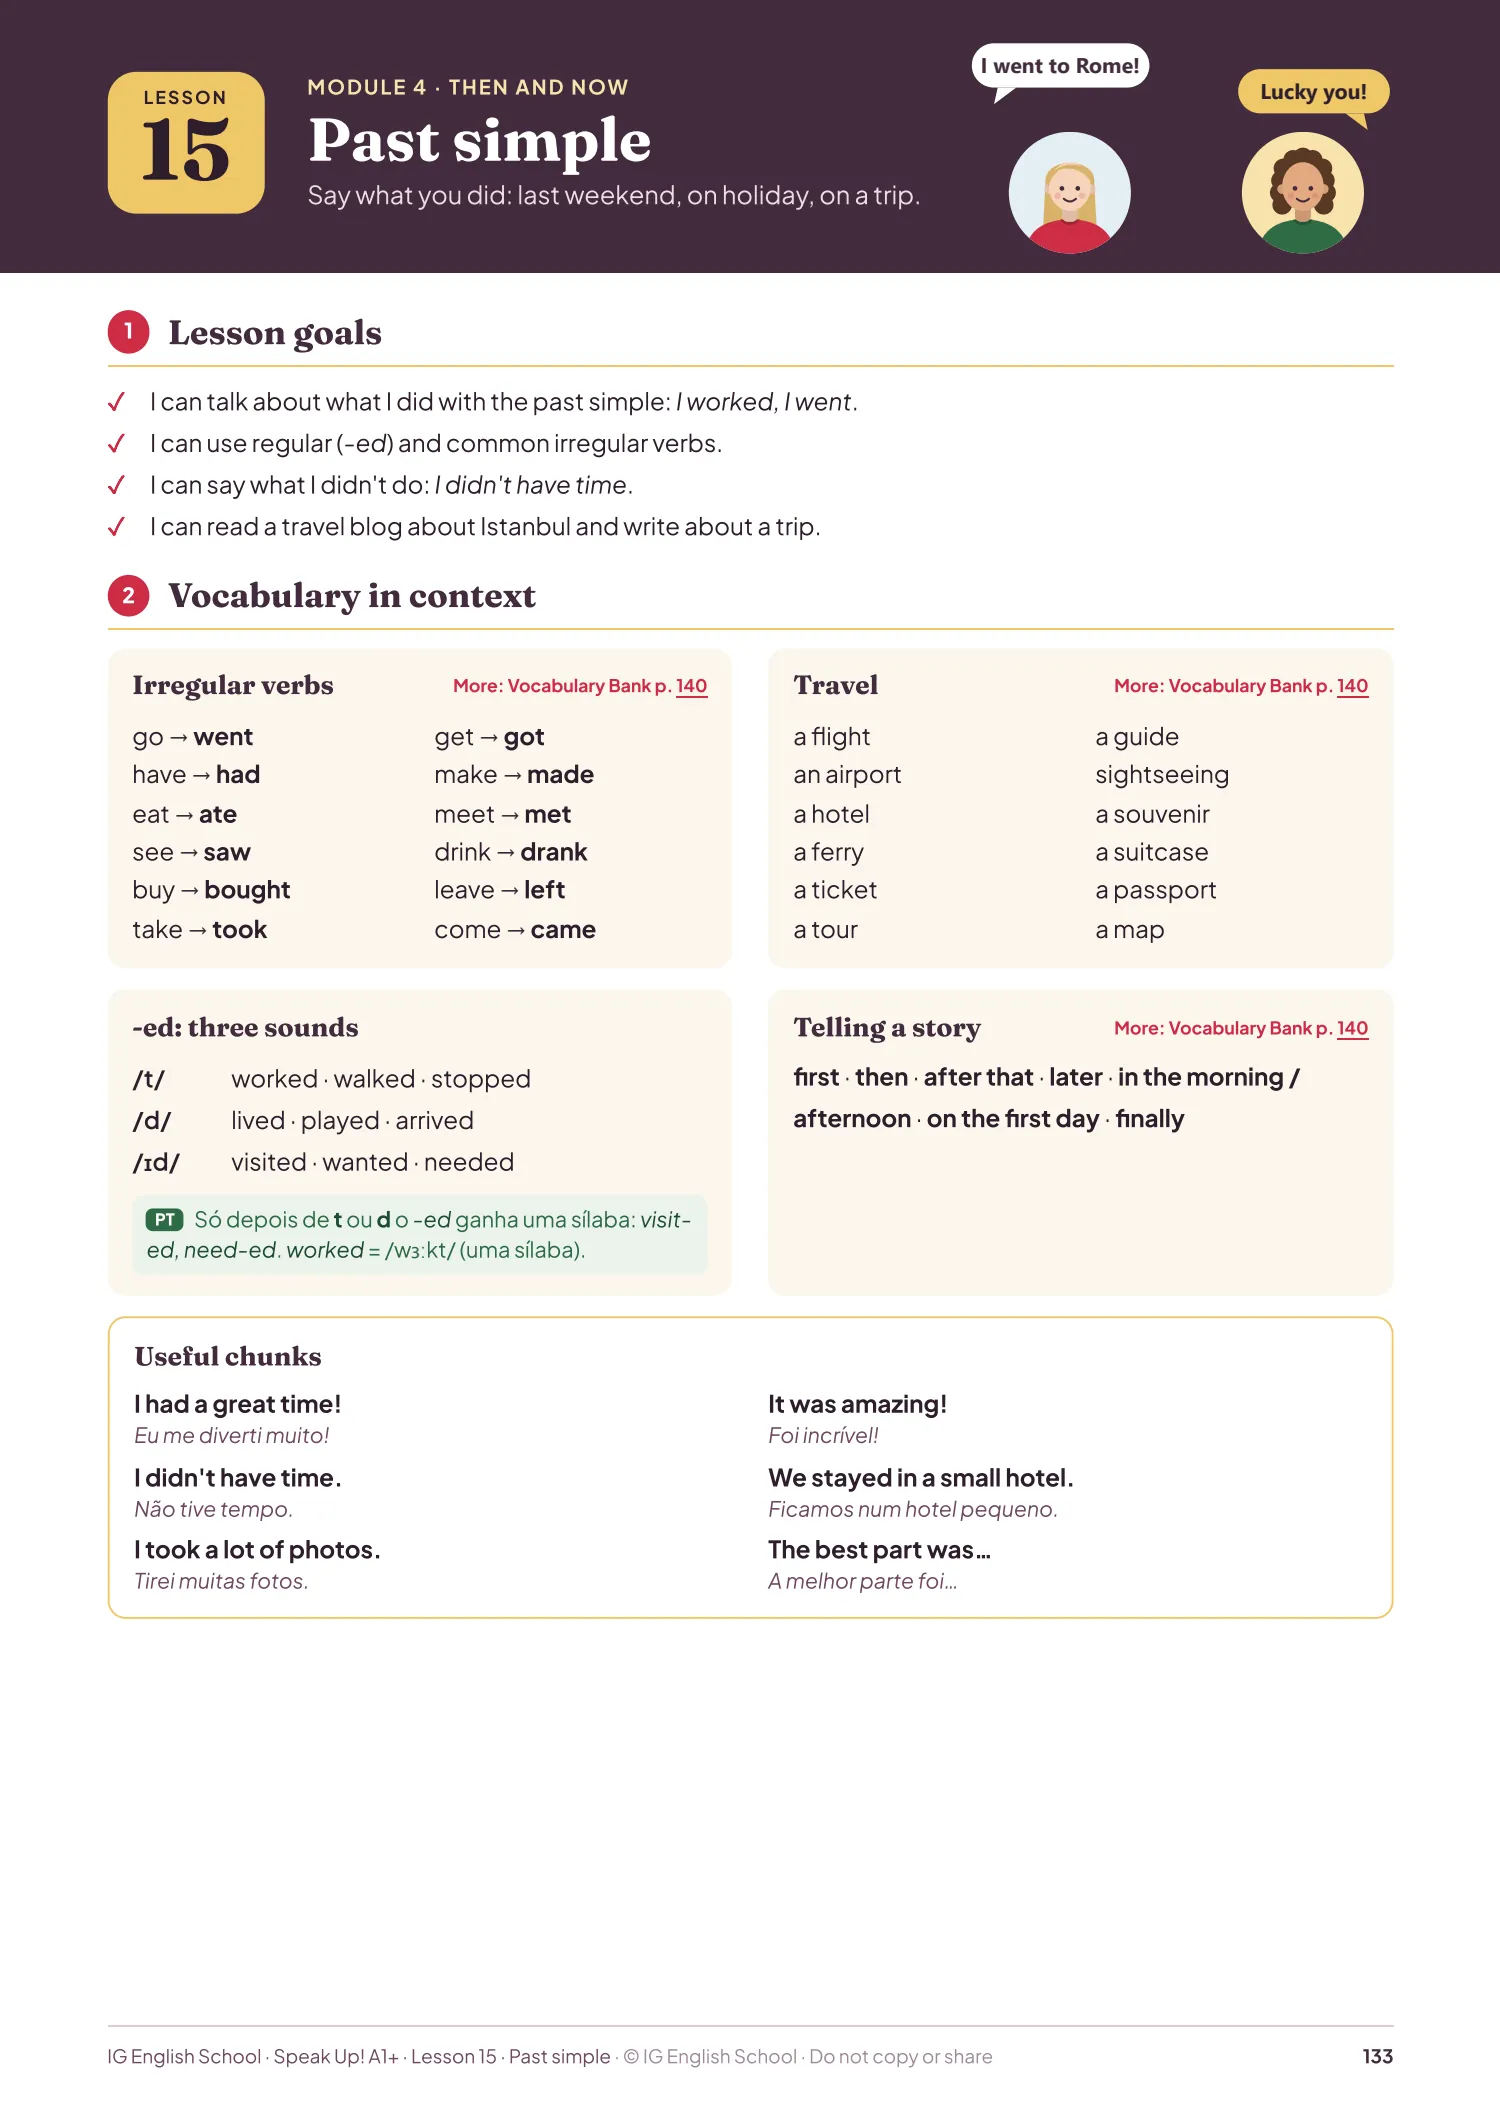 LESSON
15
MODULE 4 · THEN AND NOW
Past simple
Say what you did: last weekend, on holiday, on a trip.
I went to Rome!
Lucky you!
1 Lesson goals
✓ I can talk about what I did with the past simple: I worked, I went.
✓ I can use regular (-ed) and common irregular verbs.
✓ I can say what I didn't do: I didn't have time.
✓ I can read a travel blog about Istanbul and write about a trip.
2 Vocabulary in context
Irregular verbs More: Vocabulary Bank p. 140
go → went
have → had
eat → ate
see → saw
buy → bought
take → took
get → got
make → made
meet → met
drink → drank
leave → left
come → came
Travel More: Vocabulary Bank p. 140
a flight
an airport
a hotel
a ferry
a ticket
a tour
a guide
sightseeing
a souvenir
a suitcase
a passport
a map
-ed: three sounds
/t/ worked · walked · stopped
/d/ lived · played · arrived
/ɪd/ visited · wanted · needed
PT Só depois de t ou d o -ed ganha uma sílaba: visit-
ed, need-ed. worked = /wɜːkt/ (uma sílaba).
Telling a story More: Vocabulary Bank p. 140
first · then · after that · later · in the morning /
afternoon · on the first day · finally
Useful chunks
I had a great time!
Eu me diverti muito!
I didn't have time.
Não tive tempo.
I took a lot of photos.
Tirei muitas fotos.
It was amazing!
Foi incrível!
We stayed in a small hotel.
Ficamos num hotel pequeno.
The best part was…
A melhor parte foi…
IG English School · Speak Up! A1+ · Lesson 15 · Past simple · © IG English School · Do not copy or share 133